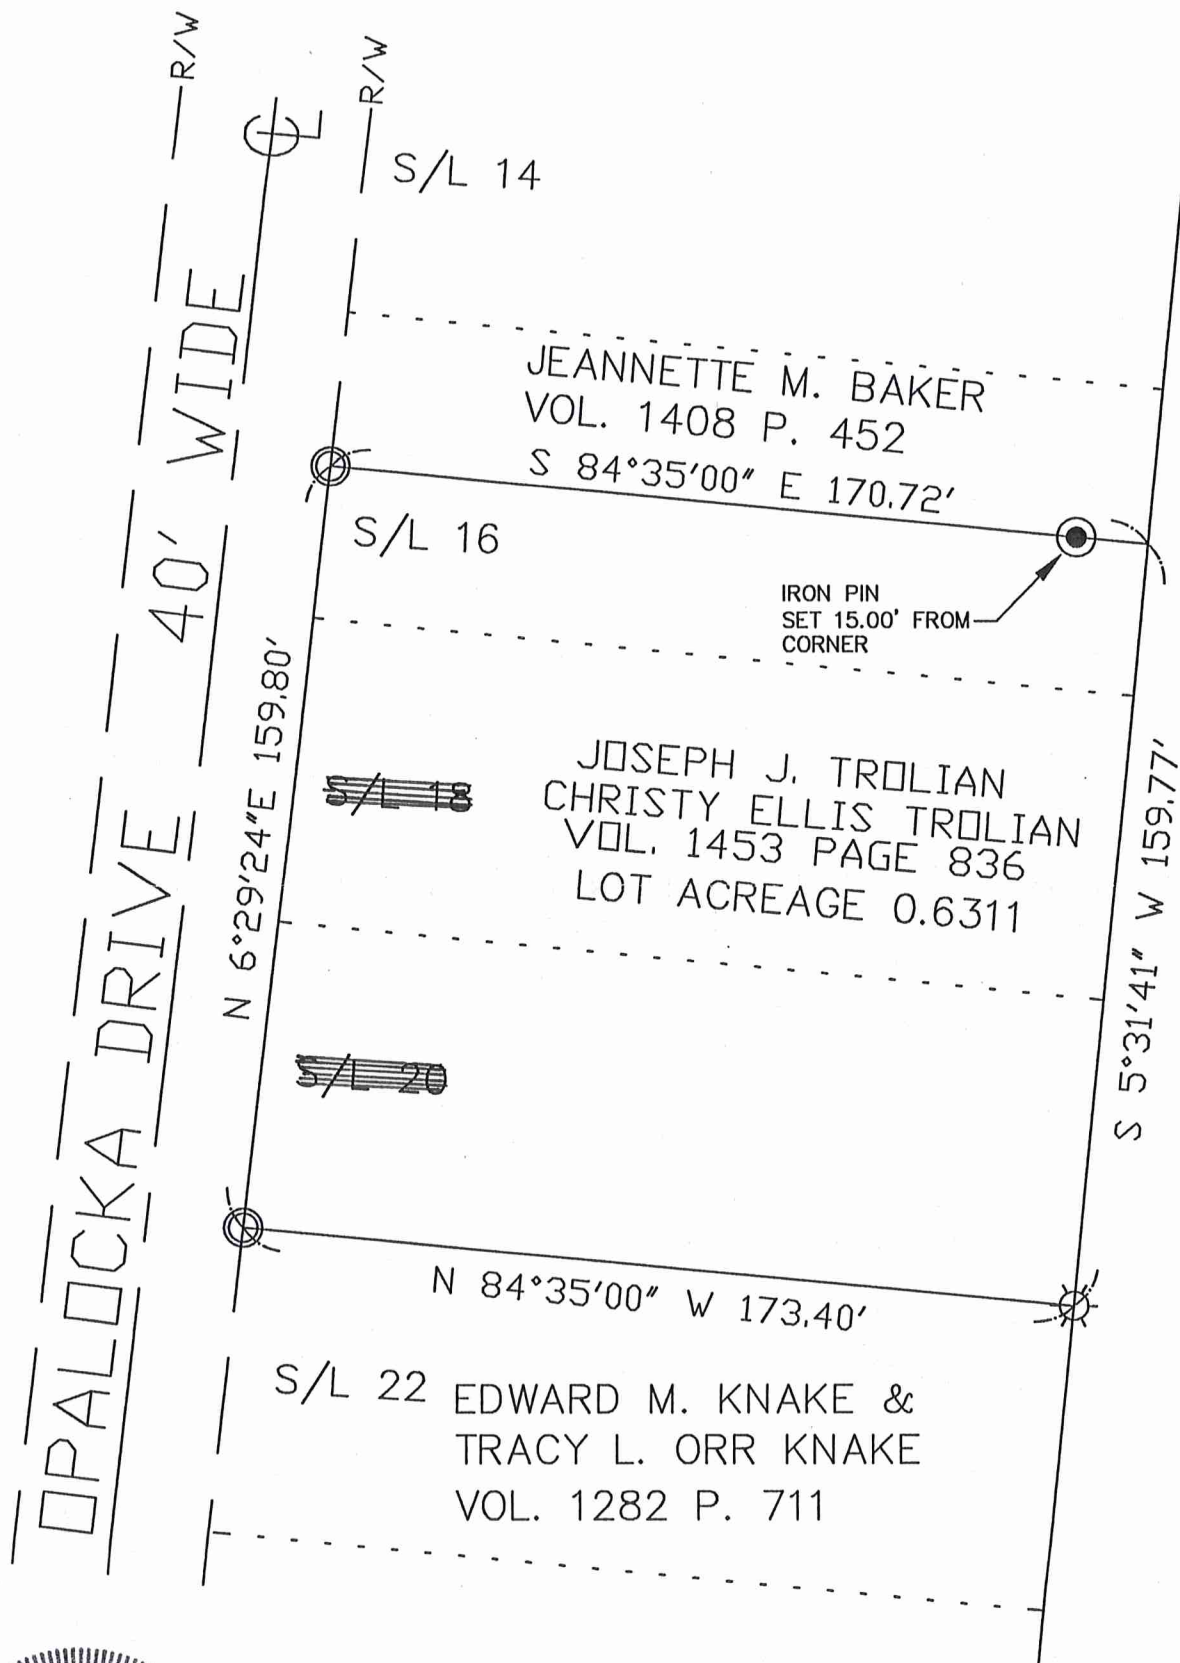 R/W
R/W
S/L 14
JEANNETTE M. BAKER
VOL. 1408 P. 452
S 84°35'00" E 170.72'
S/L 16
IRON PIN
SET 15.00' FROM
CORNER
OPALOCKA DRIVE 40' WIDE
N 6°29'24"E 159.80'
S/L 18
JOSEPH J. TROLIAN
CHRISTY ELLIS TROLIAN
VOL. 1453 PAGE 836
LOT ACREAGE 0.6311
S 5°31'41" W 159.77'
S/L 20
N 84°35'00" W 173.40'
S/L 22
EDWARD M. KNAKE &
TRACY L. ORR KNAKE
VOL. 1282 P. 711